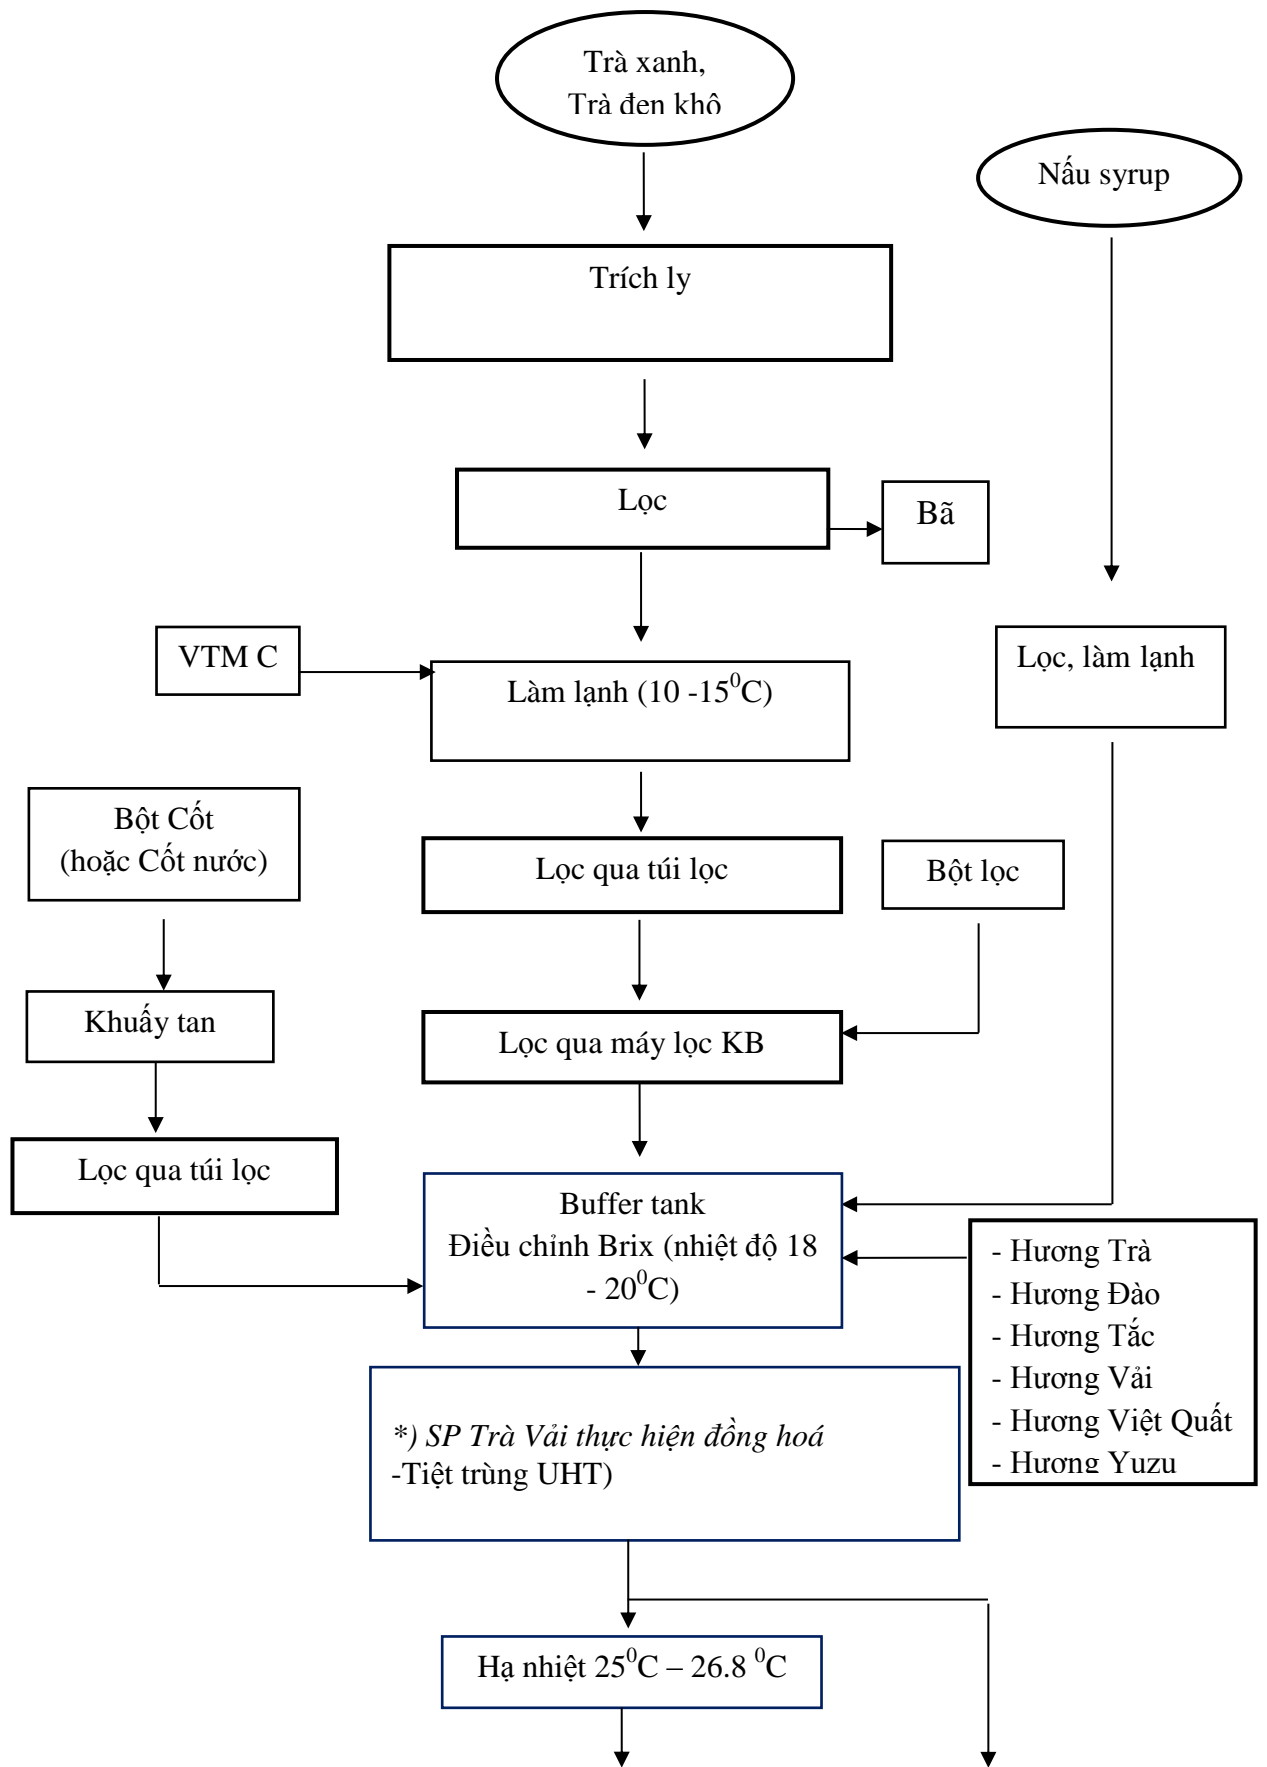 Trà xanh,
Trà đen khô
Nấu syrup
Trích ly
Lọc
Bã
VTM C
Làm lạnh (10 -15⁰C)
Lọc, làm lạnh
Bột Cốt
(hoặc Cốt nước)
Lọc qua túi lọc
Bột lọc
Khuấy tan
Lọc qua máy lọc KB
Lọc qua túi lọc
Buffer tank
Điều chỉnh Brix (nhiệt độ 18
- 20⁰C)
- Hương Trà
- Hương Đào
- Hương Tắc
- Hương Vải
- Hương Việt Quất
- Hương Yuzu
*) SP Trà Vải thực hiện đồng hoá
-Tiệt trùng UHT)
Hạ nhiệt 25⁰C – 26.8 ⁰C